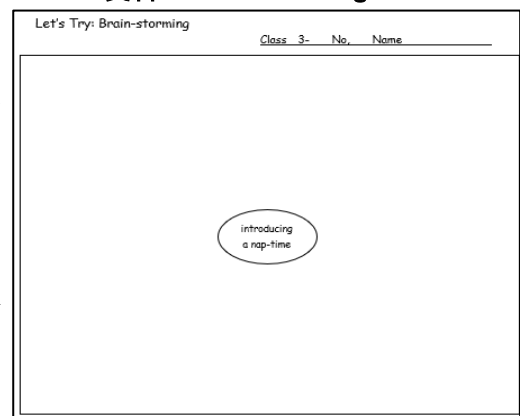 Let's Try: Brain-storming
Class 3- No, Name
introducing
a nap-time